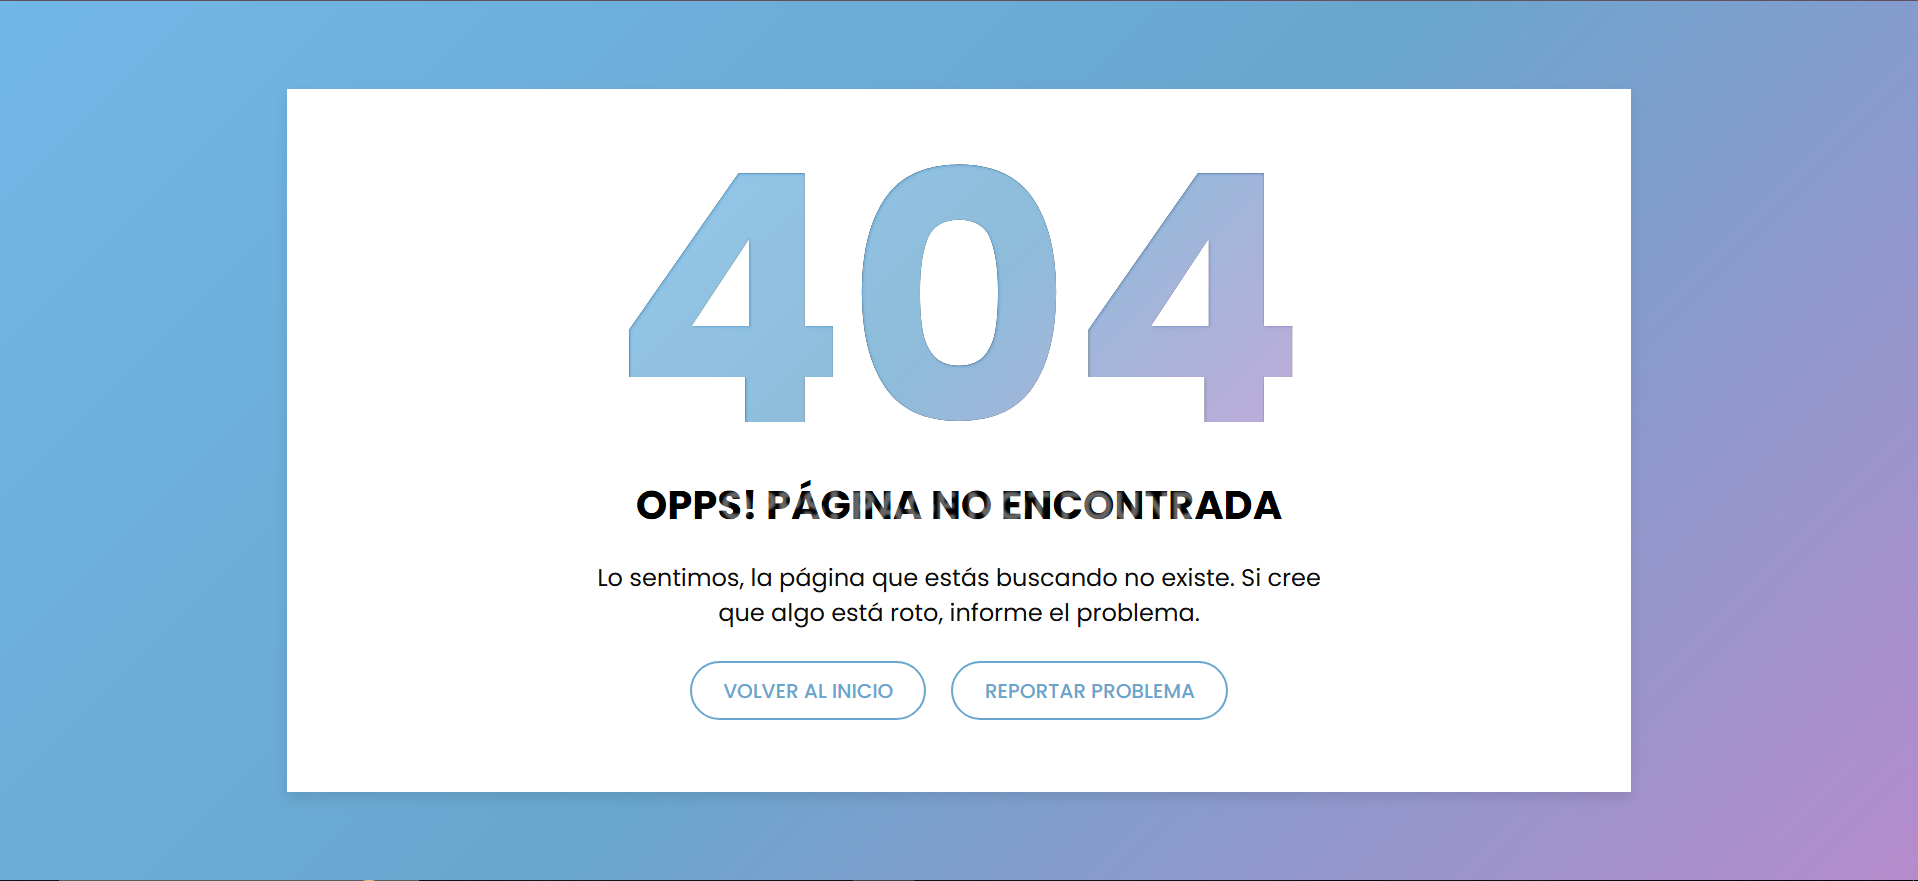 404
OPPS! PÁGINA NO ENCONTRADA
Lo sentimos, la página que estás buscando no existe. Si cree
que algo está roto, informe el problema.
VOLVER AL INICIO
REPORTAR PROBLEMA